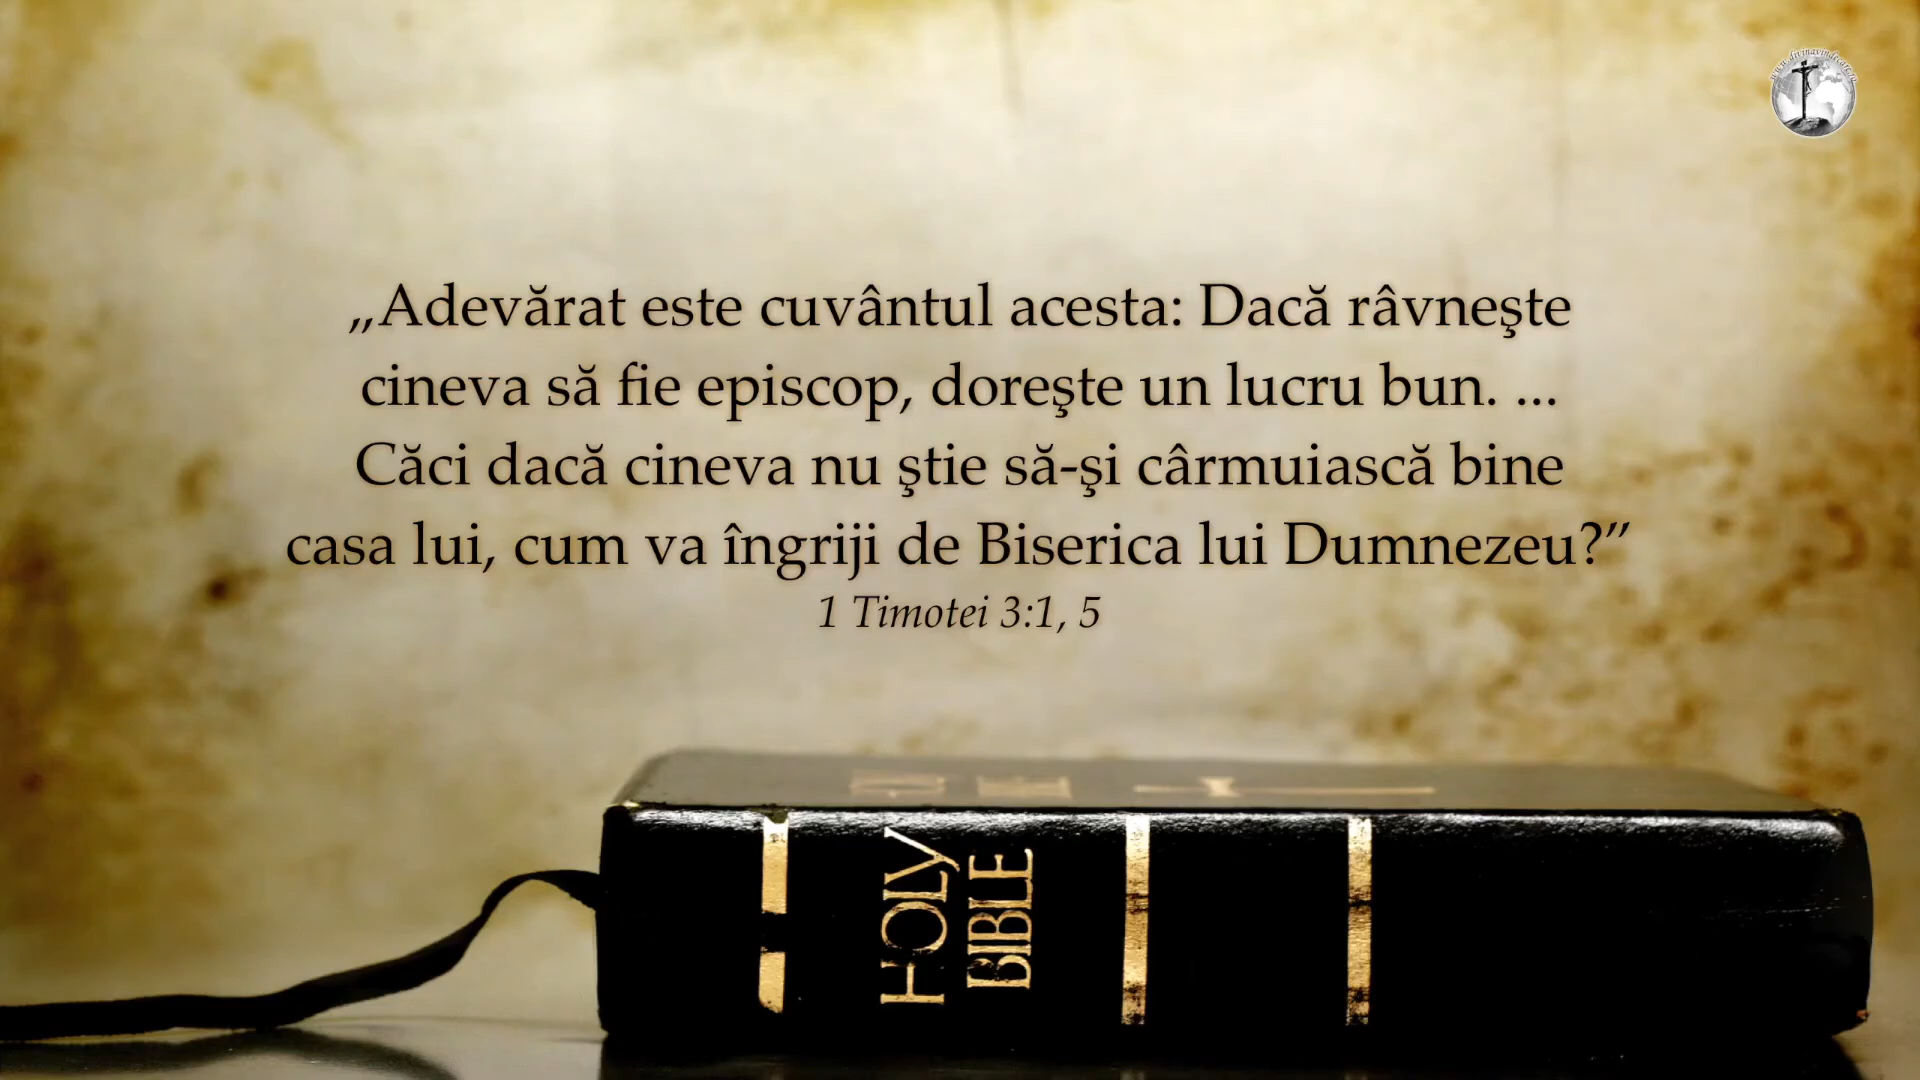 „Adevărat este cuvântul acesta: Dacă râvneşte
cineva să fie episcop, doreşte un lucru bun. ...
Căci dacă cineva nu ştie să-şi cârmuiască bine
casa lui, cum va îngriji de Biserica lui Dumnezeu?”
1 Timotei 3:1, 5
HOLY
BIBLE